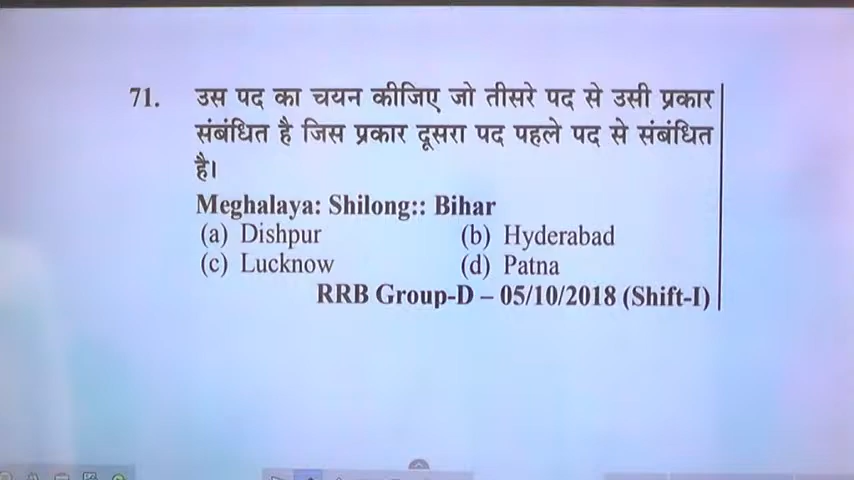 71. उस पद का चयन कीजिए जो तीसरे पद से उसी प्रकार
संबंधित है जिस प्रकार दूसरा पद पहले पद से संबंधित
है।
Meghalaya: Shilong:: Bihar
(a) Dishpur (b) Hyderabad
(c) Lucknow (d) Patna
RRB Group-D – 05/10/2018 (Shift-I)